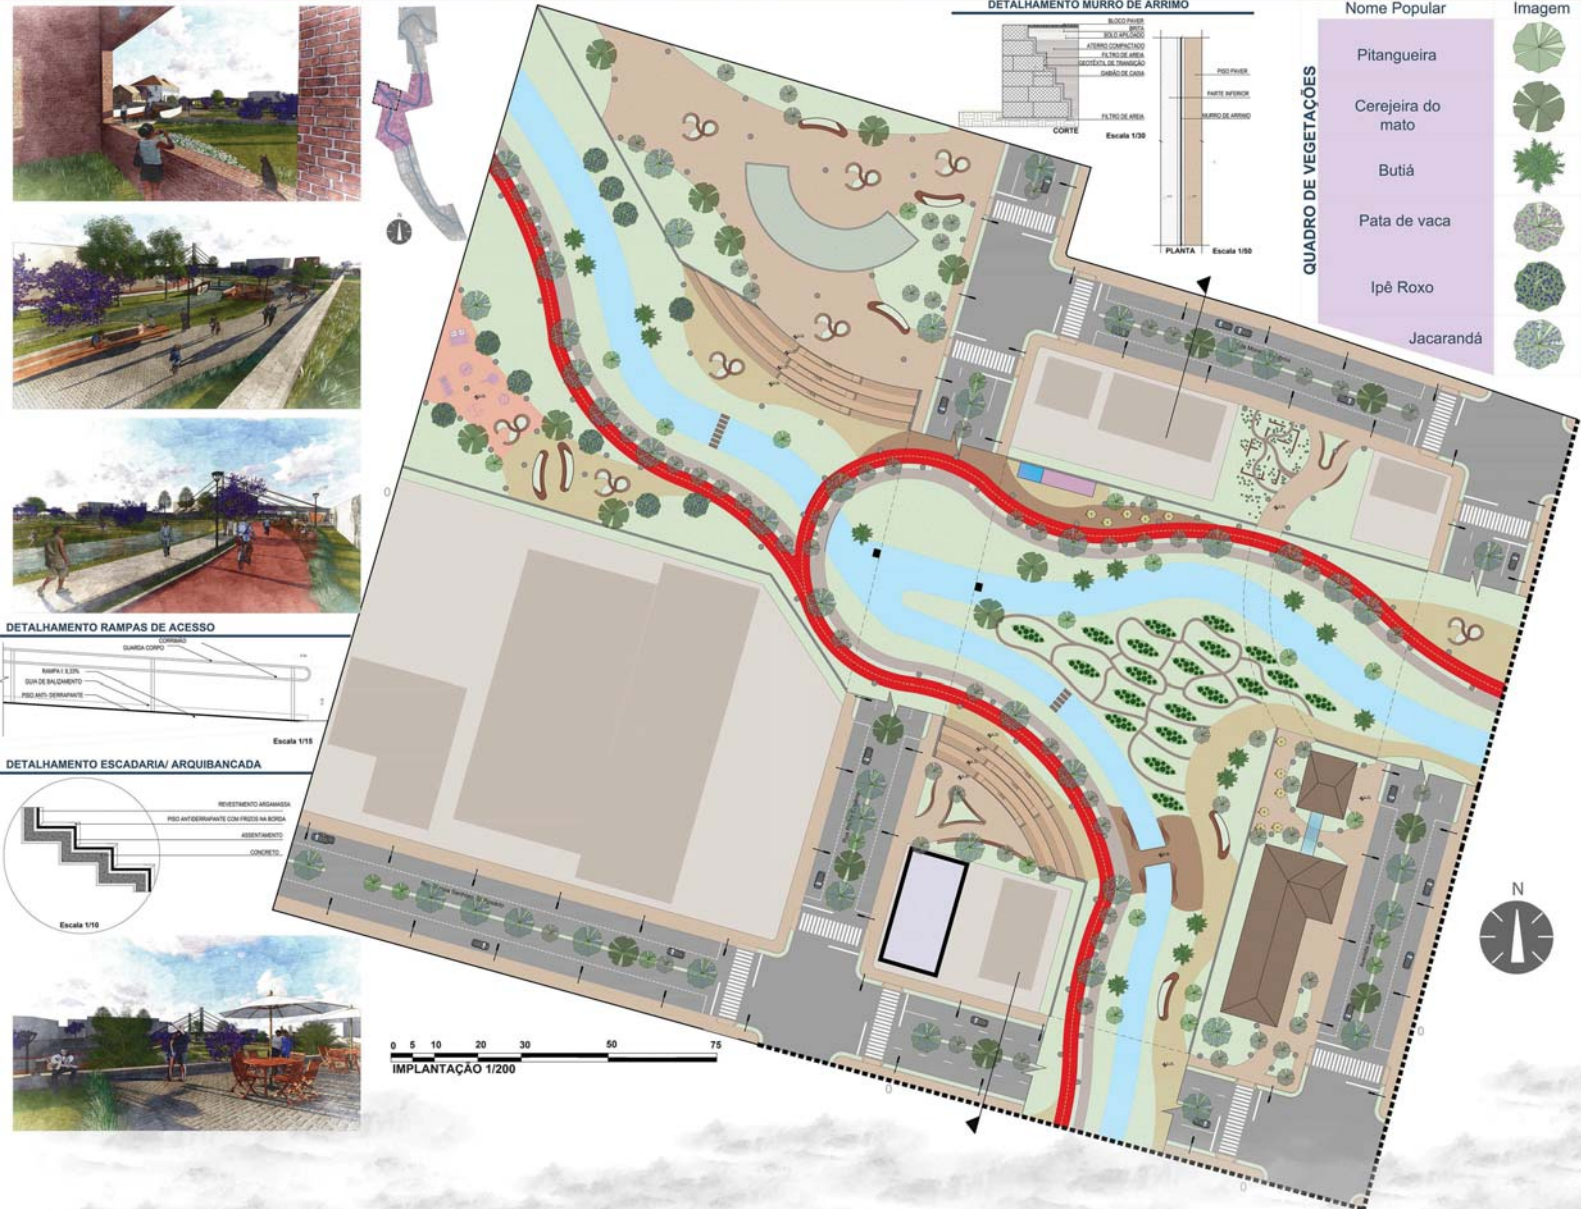 DETALHAMENTO MURRO DE ARRIMO
BLOCO PAVER
BRITA
SOLO APILOADO
ATERRO COMPACTADO
FILTRO DE AREIA
GEOTÊXTIL DE TRANSIÇÃO
GABIÃO DE CAIXA
FILTRO DE AREIA
CORTE
Escala 1/30
PISO PAVER
PARTE INFERIOR
MURRO DE ARRIMO
PLANTA
Escala 1/50
QUADRO DE VEGETAÇÕES
Nome Popular
Imagem
Pitangueira
Cerejeira do
mato
Butiá
Pata de vaca
Ipê Roxo
Jacarandá
N
DETALHAMENTO RAMPAS DE ACESSO
CORRIMÃO
GUARDA CORPO
RAMPA I: 8,33%
GUIA DE BALIZAMENTO
PISO ANTI- DERRAPANTE
Escala 1/15
DETALHAMENTO ESCADARIA/ ARQUIBANCADA
REVESTIMENTO ARGAMASSA
PISO ANTIDERRAPANTE COM FRIZOS NA BORDA
ASSENTAMENTO
CONCRETO
Escala 1/10
0 5 10 20 30 50 75
IMPLANTAÇÃO 1/200
N
0
0
0
0